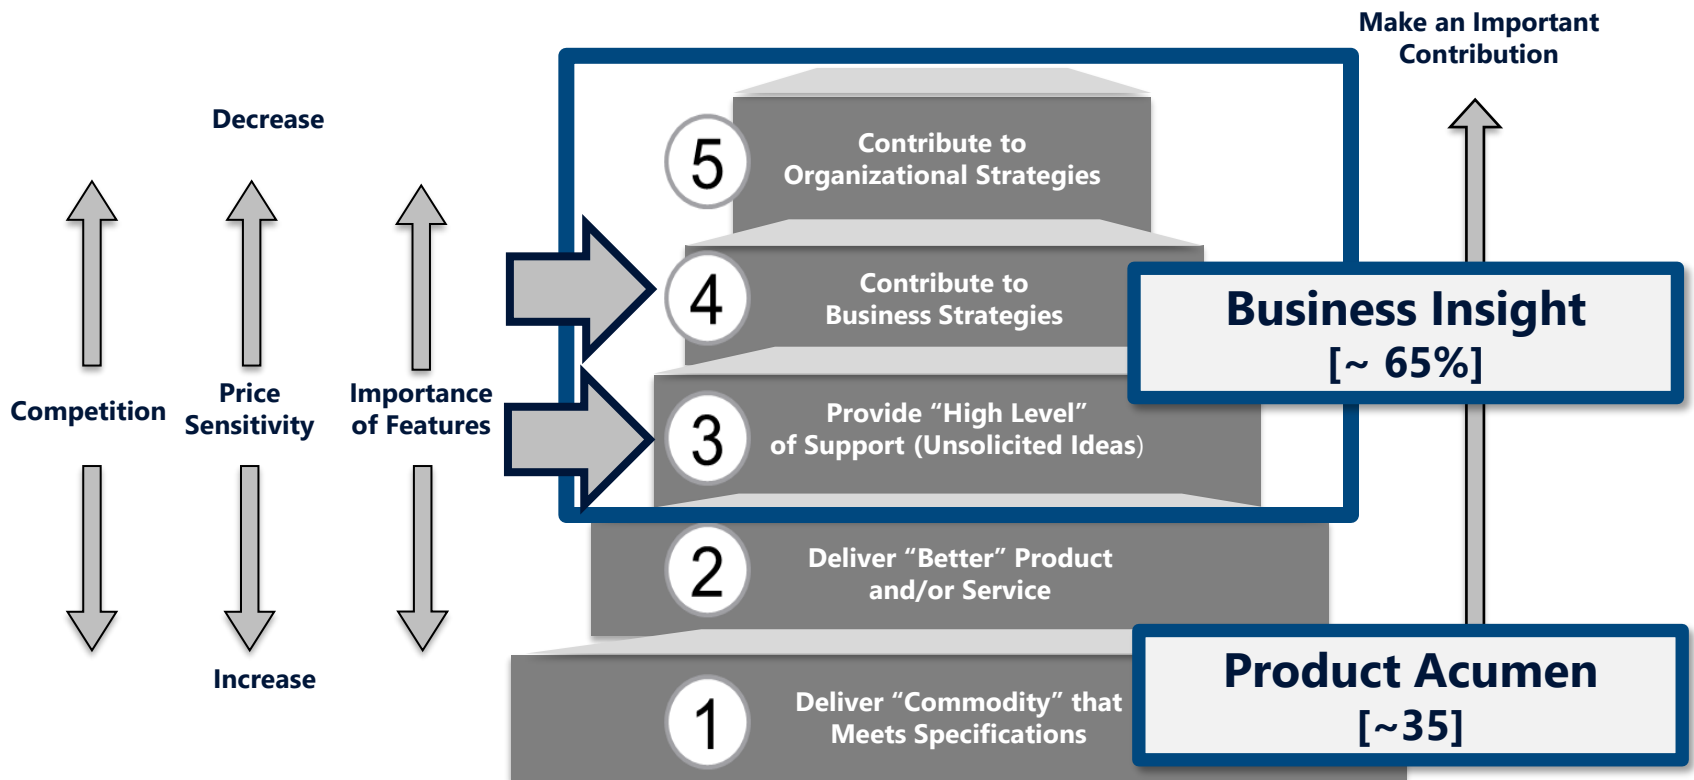 Make an Important
Contribution
Decrease
5
Contribute to
Organizational Strategies
4
Contribute to
Business Strategies
Business Insight
[~ 65%]
Competition
Price
Sensitivity
Importance
of Features
3
Provide “High Level”
of Support (Unsolicited Ideas)
2
Deliver “Better” Product
and/or Service
Increase
1
Deliver “Commodity” that
Meets Specifications
Product Acumen
[~35]